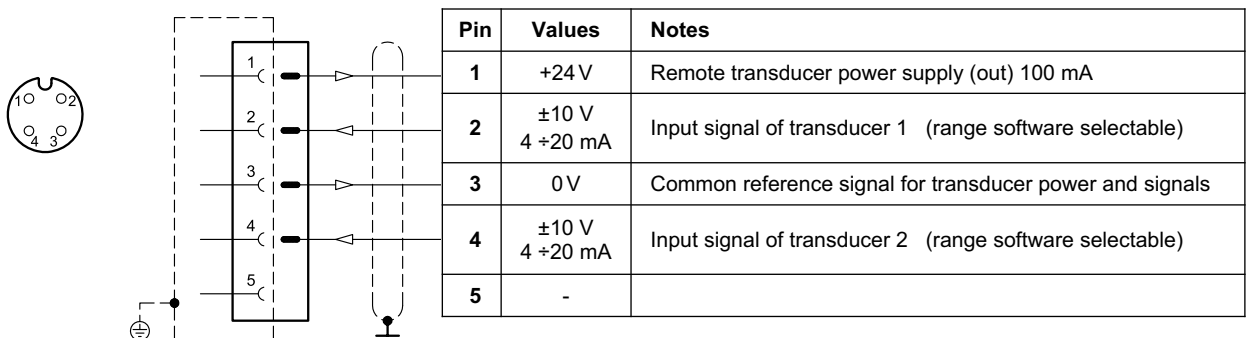 Pin Values Notes
1 +24 V Remote transducer power supply (out) 100 mA
2 ±10 V
4 ÷20 mA Input signal of transducer 1 (range software selectable)
3 0 V Common reference signal for transducer power and signals
4 ±10 V
4 ÷20 mA Input signal of transducer 2 (range software selectable)
5 -
1
2
3
4
5
1 2
4 3